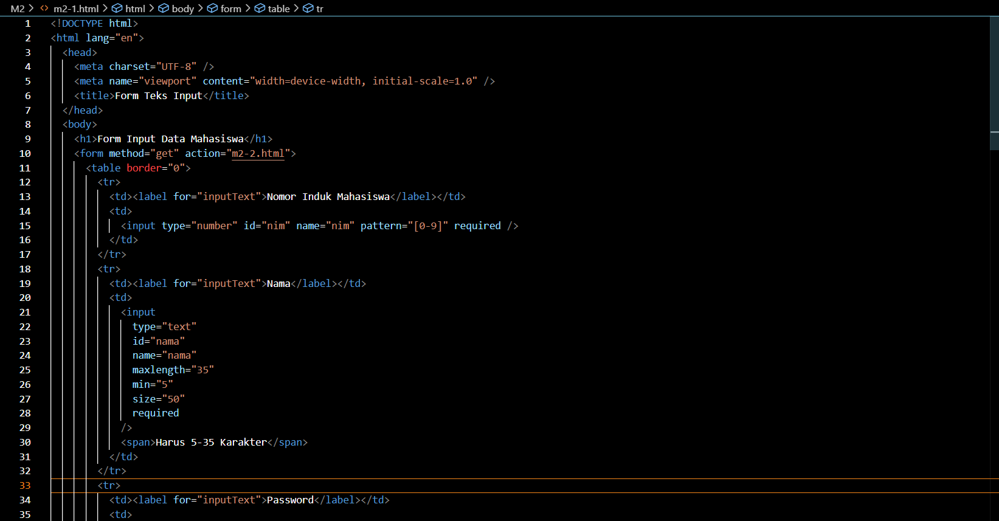 M2 > <> m2-1.html > html > body > form > table > tr
1 <!DOCTYPE html>
2 <html lang="en">
3 <head>
4 <meta charset="UTF-8" />
5 <meta name="viewport" content="width=device-width, initial-scale=1.0" />
6 <title>Form Teks Input</title>
7 </head>
8 <body>
9 <h1>Form Input Data Mahasiswa</h1>
10 <form method="get" action="m2-2.html">
11 <table border="0">
12 <tr>
13 <td><label for="inputText">Nomor Induk Mahasiswa</label></td>
14 <td>
15 <input type="number" id="nim" name="nim" pattern="[0-9]" required />
16 </td>
17 </tr>
18 <tr>
19 <td><label for="inputText">Nama</label></td>
20 <td>
21 <input
22 type="text"
23 id="nama"
24 name="nama"
25 maxlength="35"
26 min="5"
27 size="50"
28 required
29 />
30 <span>Harus 5-35 Karakter</span>
31 </td>
32 </tr>
33 <tr>
34 <td><label for="inputText">Password</label></td>
35 <td>